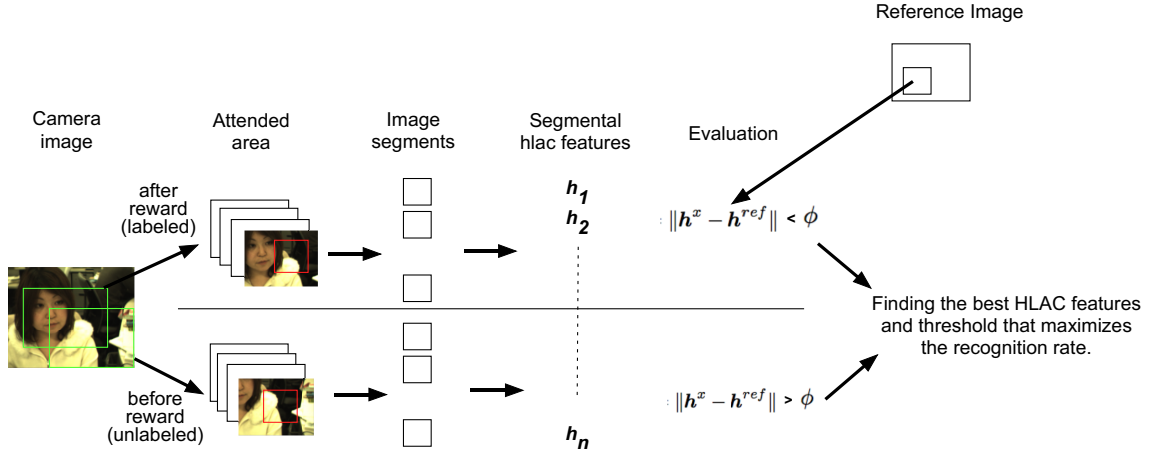 Reference Image
Camera
image
Attended
area
Image
segments
Segmental
hlac features
Evaluation
after
reward
(labeled)
h1
h2
: ‖h^x − h^ref‖ < ϕ
Finding the best HLAC features
and threshold that maximizes
the recognition rate.
before
reward
(unlabeled)
: ‖h^x − h^ref‖ > ϕ
hn